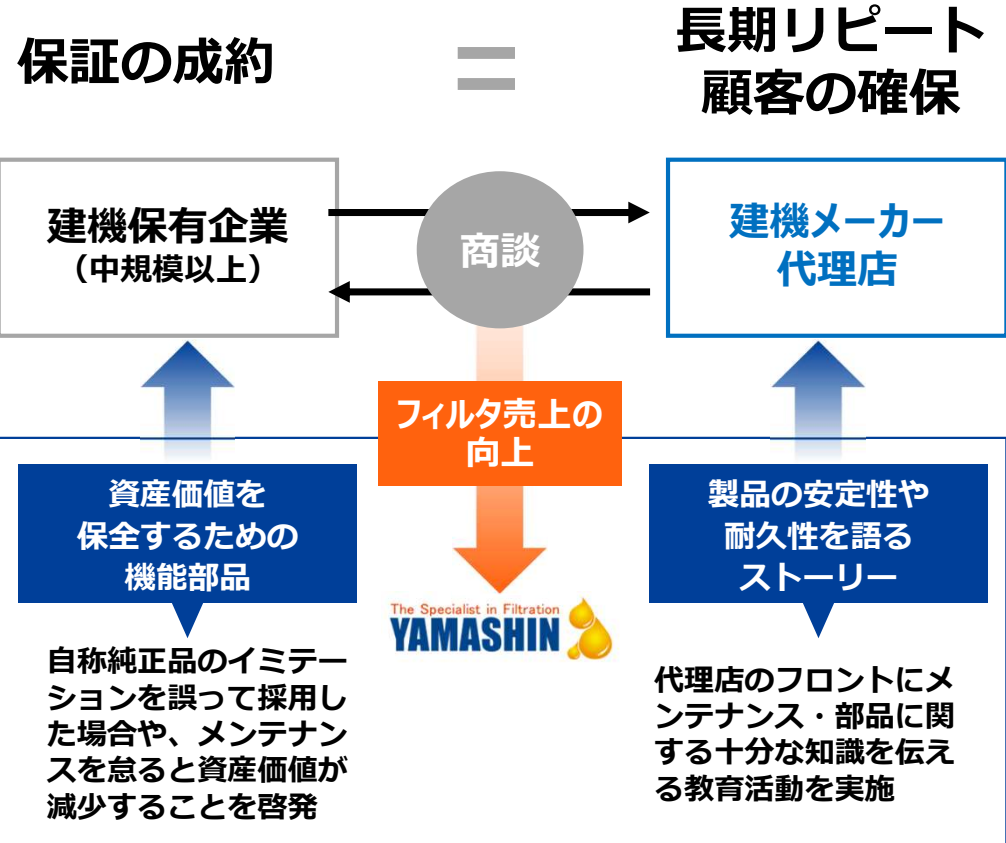 保証の成約
=
長期リピート
顧客の確保
建機保有企業
（中規模以上）
商談
建機メーカー
代理店
フィルタ売上の
向上
資産価値を
保全するための
機能部品
製品の安定性や
耐久性を語る
ストーリー
The Specialist in Filtration
YAMASHIN
自称純正品のイミテー
ションを誤って採用し
た場合や、メンテナン
スを怠ると資産価値が
減少することを啓発
代理店のフロントにメ
ンテナンス・部品に関
する十分な知識を伝え
る教育活動を実施